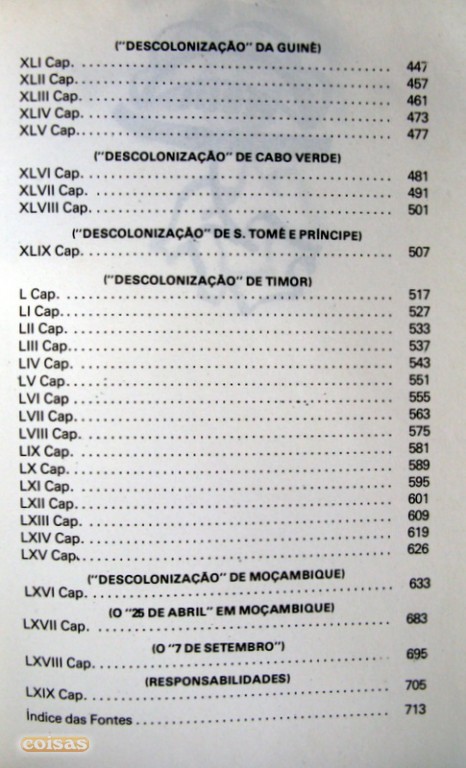 ("DESCOLONIZAÇÃO" DA GUINÉ)
XLI Cap. 447
XLII Cap. 457
XLIII Cap. 461
XLIV Cap. 473
XLV Cap. 477
("DESCOLONIZAÇÃO" DE CABO VERDE)
XLVI Cap. 481
XLVII Cap. 491
XLVIII Cap. 501
("DESCOLONIZAÇÃO" DE S. TOMÉ E PRÍNCIPE)
XLIX Cap. 507
("DESCOLONIZAÇÃO" DE TIMOR)
L Cap. 517
LI Cap. 527
LII Cap. 533
LIII Cap. 537
LIV Cap. 543
LV Cap. 551
LVI Cap 555
LVII Cap. 563
LVIII Cap. 575
LIX Cap. 581
LX Cap. 589
LXI Cap. 595
LXII Cap. 601
LXIII Cap. 609
LXIV Cap. 619
LXV Cap. 626
("DESCOLONIZAÇÃO" DE MOÇAMBIQUE)
LXVI Cap. 633
(O "25 DE ABRIL" EM MOÇAMBIQUE)
LXVII Cap. 683
(O "7 DE SETEMBRO")
LXVIII Cap. 695
(RESPONSABILIDADES)
LXIX Cap. 705
Índice das Fontes 713
coisas